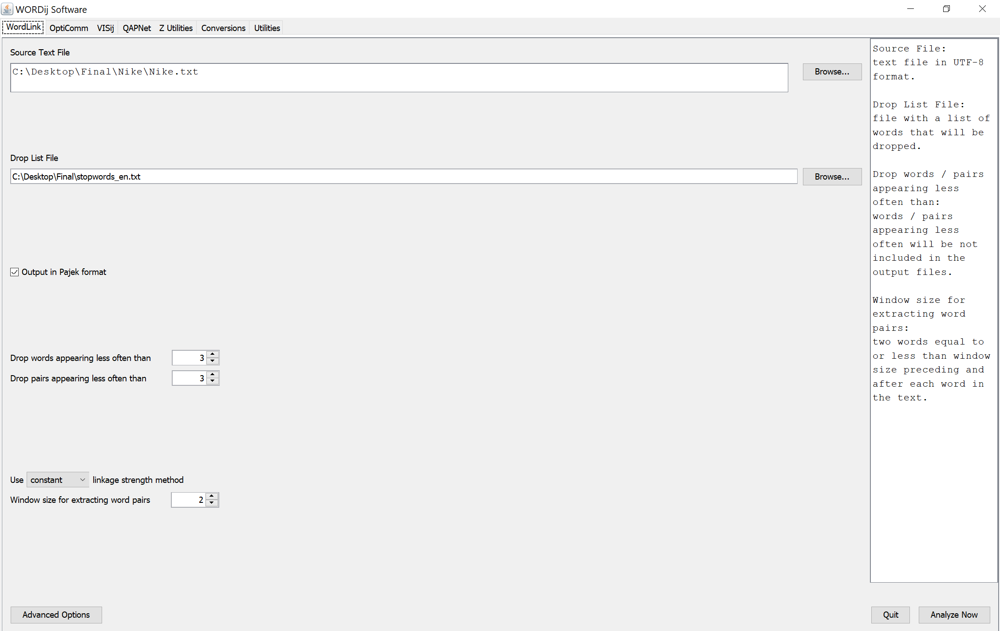 WORDij Software
WordLink OptiComm VISij QAPNet Z Utilities Conversions Utilities
Source Text File
C:\Desktop\Final\Nike\Nike.txt
Browse...
Drop List File
C:\Desktop\Final\stopwords_en.txt
Browse...
Output in Pajek format
Drop words appearing less often than 3
Drop pairs appearing less often than 3
Use constant linkage strength method
Window size for extracting word pairs 2
Advanced Options
Source File:
text file in UTF-8
format.
Drop List File:
file with a list of
words that will be
dropped.
Drop words / pairs
appearing less
often than:
words / pairs
appearing less
often will be not
included in the
output files.
Window size for
extracting word
pairs:
two words equal to
or less than window
size preceding and
after each word in
the text.
Quit
Analyze Now